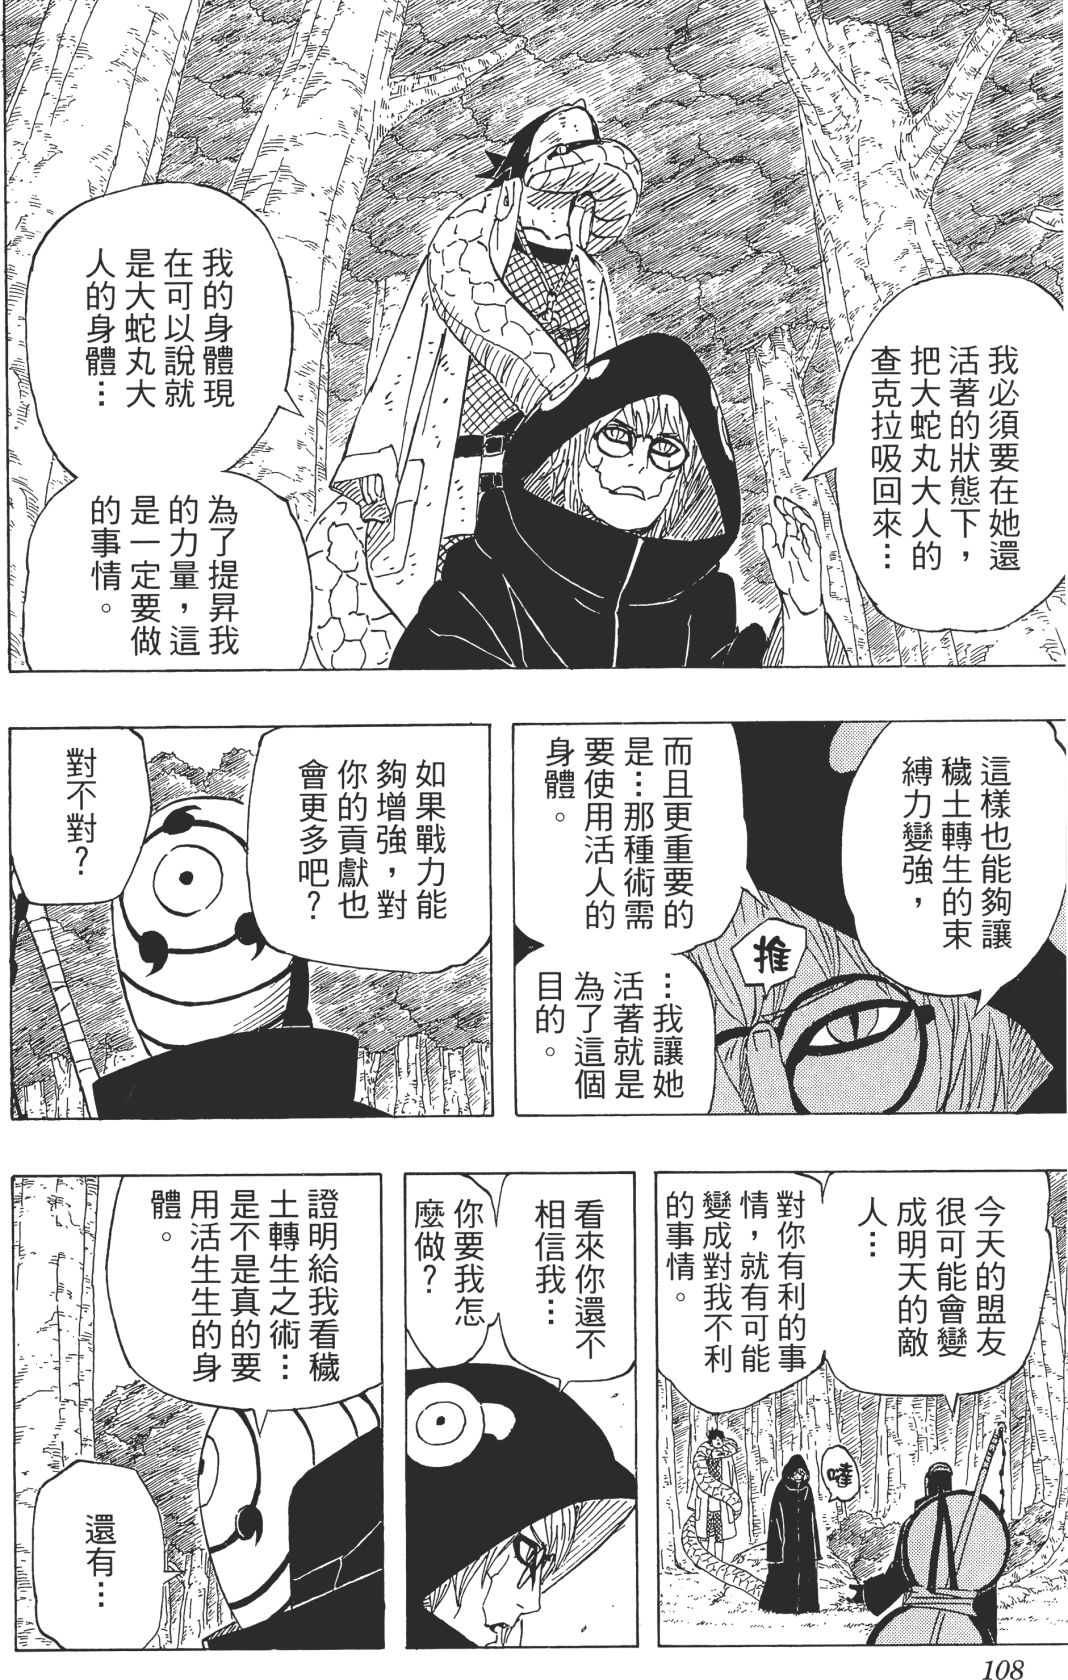 我必須要在她還
活著的狀態下，
把大蛇丸大人的
查克拉吸回來…
我的身體現
在可以說就
是大蛇丸大
人的身體…
為了提昇我
的力量，這
是一定要做
的事情。
這樣也能夠讓
穢土轉生的束
縛力變強，
而且更重要的
是…那種術需
要使用活人的
身體。
推
…我讓她
活著就是
為了這個
目的。
如果戰力能
夠增強，對
你的貢獻也
會更多吧？
對不對？
今天的盟友
很可能會變
成明天的敵
人…
對你有利的事
情，就有可能
變成對我不利
的事情。
噠
看來你還不
相信我…
你要我怎
麼做？
證明給我看穢
土轉生之術…
是不是真的要
用活生生的身
體。
還有…
108